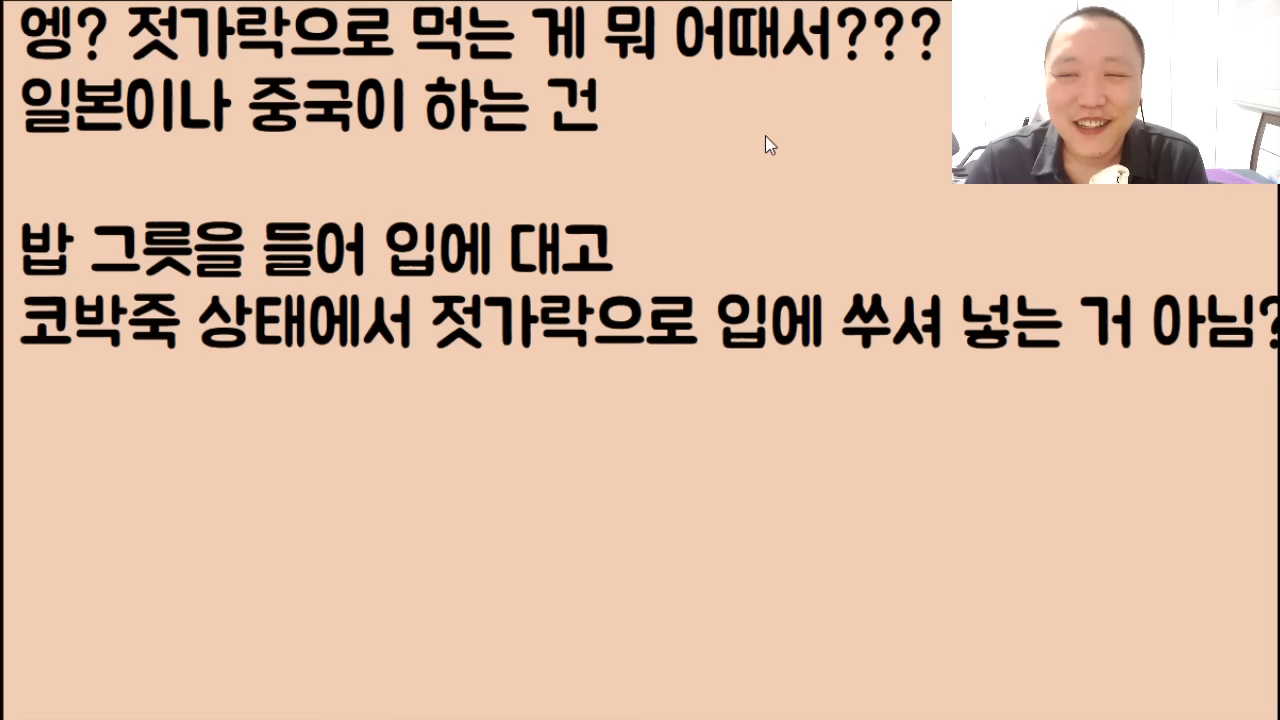 엥? 젓가락으로 먹는 게 뭐 어때서???
일본이나 중국이 하는 건
밥 그릇을 들어 입에 대고
코박죽 상태에서 젓가락으로 입에 쑤셔 넣는 거 아님?